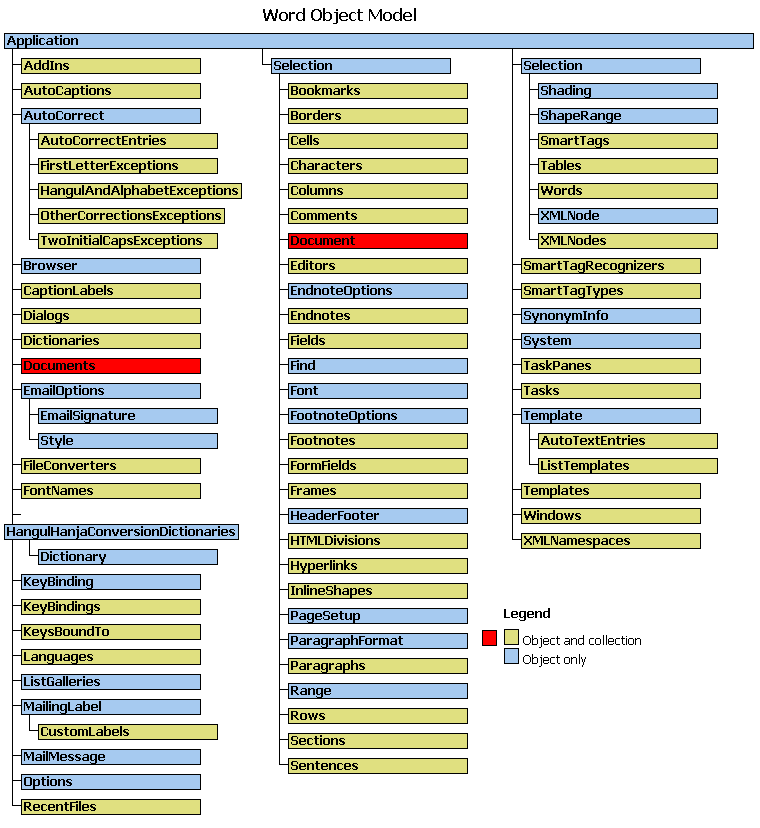 Word Object Model
Application
AddIns
AutoCaptions
AutoCorrect
AutoCorrectEntries
FirstLetterExceptions
HangulAndAlphabetExceptions
OtherCorrectionsExceptions
TwoInitialCapsExceptions
Browser
CaptionLabels
Dialogs
Dictionaries
Documents
EmailOptions
EmailSignature
Style
FileConverters
FontNames
HangulHanjaConversionDictionaries
Dictionary
KeyBinding
KeyBindings
KeysBoundTo
Languages
ListGalleries
MailingLabel
CustomLabels
MailMessage
Options
RecentFiles
Selection
Bookmarks
Borders
Cells
Characters
Columns
Comments
Document
Editors
EndnoteOptions
Endnotes
Fields
Find
Font
FootnoteOptions
Footnotes
FormFields
Frames
HeaderFooter
HTMLDivisions
Hyperlinks
InlineShapes
PageSetup
ParagraphFormat
Paragraphs
Range
Rows
Sections
Sentences
Selection
Shading
ShapeRange
SmartTags
Tables
Words
XMLNode
XMLNodes
SmartTagRecognizers
SmartTagTypes
SynonymInfo
System
TaskPanes
Tasks
Template
AutoTextEntries
ListTemplates
Templates
Windows
XMLNamespaces
Legend
Object and collection
Object only